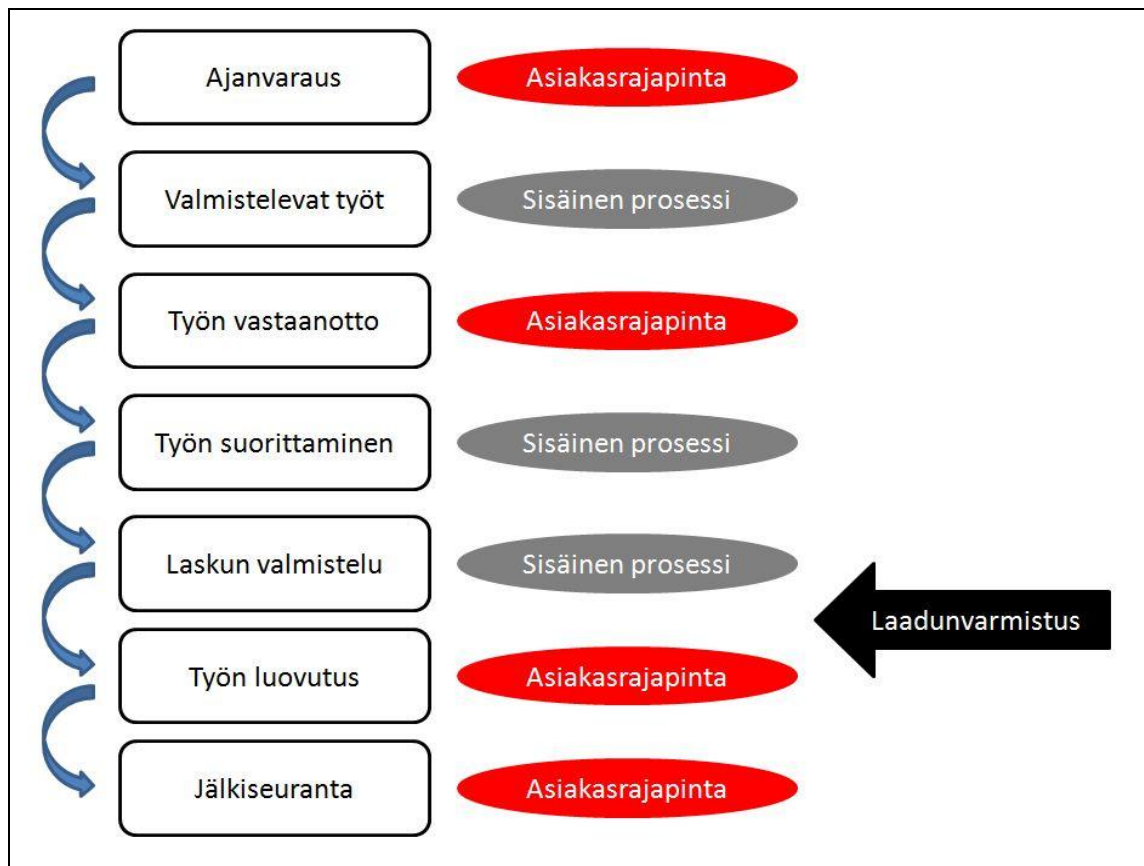 Ajanvaraus
Asiakasrajapinta
Valmistelevat työt
Sisäinen prosessi
Työn vastaanotto
Asiakasrajapinta
Työn suorittaminen
Sisäinen prosessi
Laskun valmistelu
Sisäinen prosessi
Laadunvarmistus
Työn luovutus
Asiakasrajapinta
Jälkiseuranta
Asiakasrajapinta